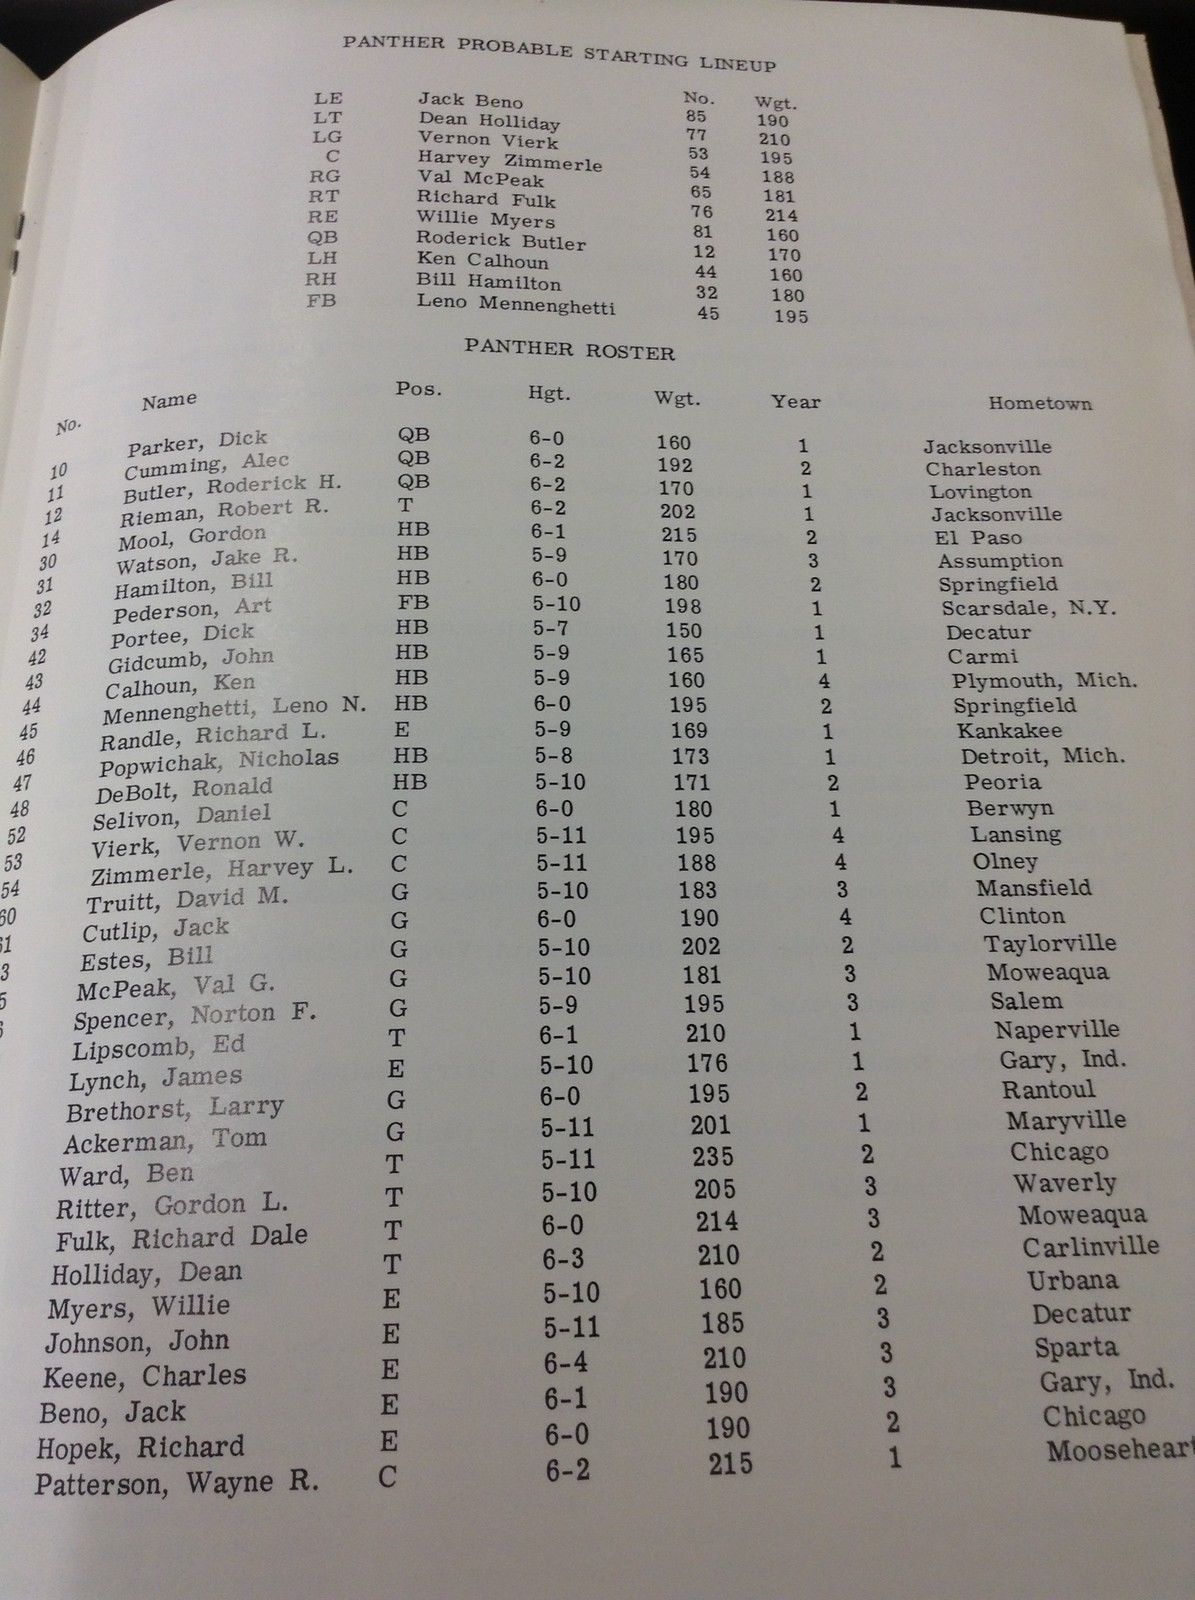 PANTHER PROBABLE STARTING LINEUP
No. Wgt.
LE Jack Beno 85 190
LT Dean Holliday 77 210
LG Vernon Vierk 53 195
C Harvey Zimmerle 54 188
RG Val McPeak 65 181
RT Richard Fulk 76 214
RE Willie Myers 81 160
QB Roderick Butler 12 170
LH Ken Calhoun 44 160
RH Bill Hamilton 32 180
FB Leno Mennenghetti 45 195
PANTHER ROSTER
No. Name Pos. Hgt. Wgt. Year Hometown
10 Parker, Dick QB 6-0 160 1 Jacksonville
11 Cumming, Alec QB 6-2 192 2 Charleston
12 Butler, Roderick H. QB 6-2 170 1 Lovington
14 Rieman, Robert R. T 6-2 202 1 Jacksonville
30 Mool, Gordon HB 6-1 215 2 El Paso
31 Watson, Jake R. HB 5-9 170 3 Assumption
32 Hamilton, Bill HB 6-0 180 2 Springfield
34 Pederson, Art FB 5-10 198 1 Scarsdale, N.Y.
42 Portee, Dick HB 5-7 150 1 Decatur
43 Gidcumb, John HB 5-9 165 1 Carmi
44 Calhoun, Ken HB 5-9 160 4 Plymouth, Mich.
45 Mennenghetti, Leno N. HB 6-0 195 2 Springfield
46 Randle, Richard L. E 5-9 169 1 Kankakee
47 Popwichak, Nicholas HB 5-8 173 1 Detroit, Mich.
48 DeBolt, Ronald HB 5-10 171 2 Peoria
52 Selivon, Daniel C 6-0 180 1 Berwyn
53 Vierk, Vernon W. C 5-11 195 4 Lansing
54 Zimmerle, Harvey L. C 5-11 188 4 Olney
60 Truitt, David M. G 5-10 183 3 Mansfield
61 Cutlip, Jack G 6-0 190 4 Clinton
3 Estes, Bill G 5-10 202 2 Taylorville
5 McPeak, Val G. G 5-10 181 3 Moweaqua
Spencer, Norton F. G 5-9 195 3 Salem
Lipscomb, Ed T 6-1 210 1 Naperville
Lynch, James E 5-10 176 1 Gary, Ind.
Brethorst, Larry G 6-0 195 2 Rantoul
Ackerman, Tom G 5-11 201 1 Maryville
Ward, Ben T 5-11 235 2 Chicago
Ritter, Gordon L. T 5-10 205 3 Waverly
Fulk, Richard Dale T 6-0 214 3 Moweaqua
Holliday, Dean T 6-3 210 2 Carlinville
Myers, Willie E 5-10 160 2 Urbana
Johnson, John E 5-11 185 3 Decatur
Keene, Charles E 6-4 210 3 Sparta
Beno, Jack E 6-1 190 3 Gary, Ind.
Hopek, Richard E 6-0 190 2 Chicago
Patterson, Wayne R. C 6-2 215 1 Mooseheart